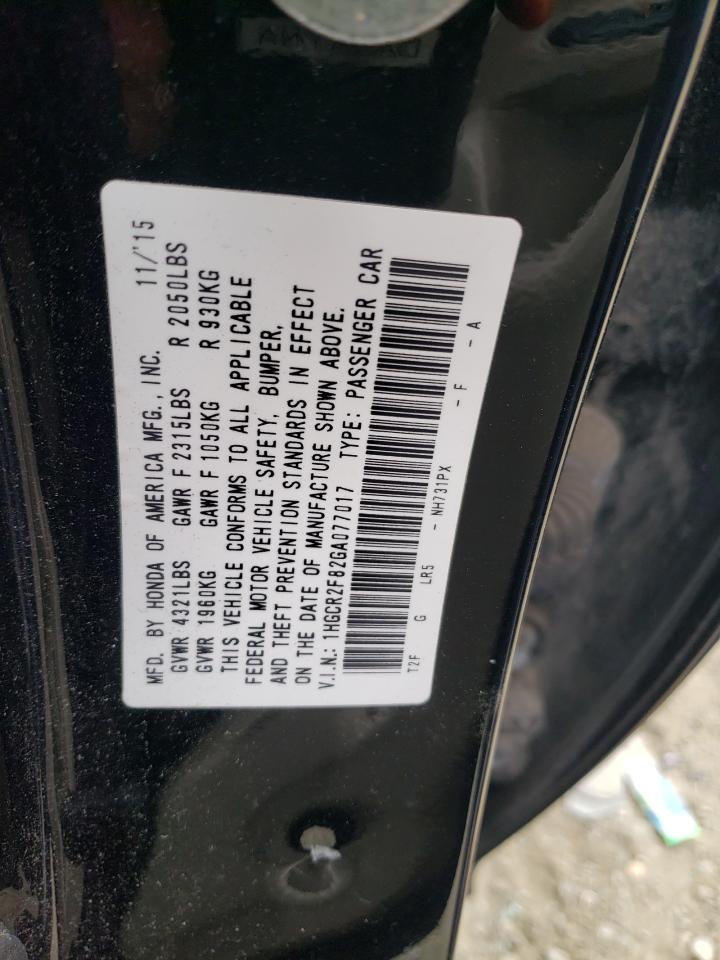 MFD. BY HONDA OF AMERICA MFG., INC. 11/'15
GVWR 4321LBS GAWR F 2315LBS R 2050LBS
GVWR 1960KG GAWR F 1050KG R 930KG
THIS VEHICLE CONFORMS TO ALL APPLICABLE
FEDERAL MOTOR VEHICLE SAFETY, BUMPER,
AND THEFT PREVENTION STANDARDS IN EFFECT
ON THE DATE OF MANUFACTURE SHOWN ABOVE.
V.I.N.: 1HGCR2F82GA077017 TYPE: PASSENGER CAR
T2F G LR5 - NH731PX - F - A